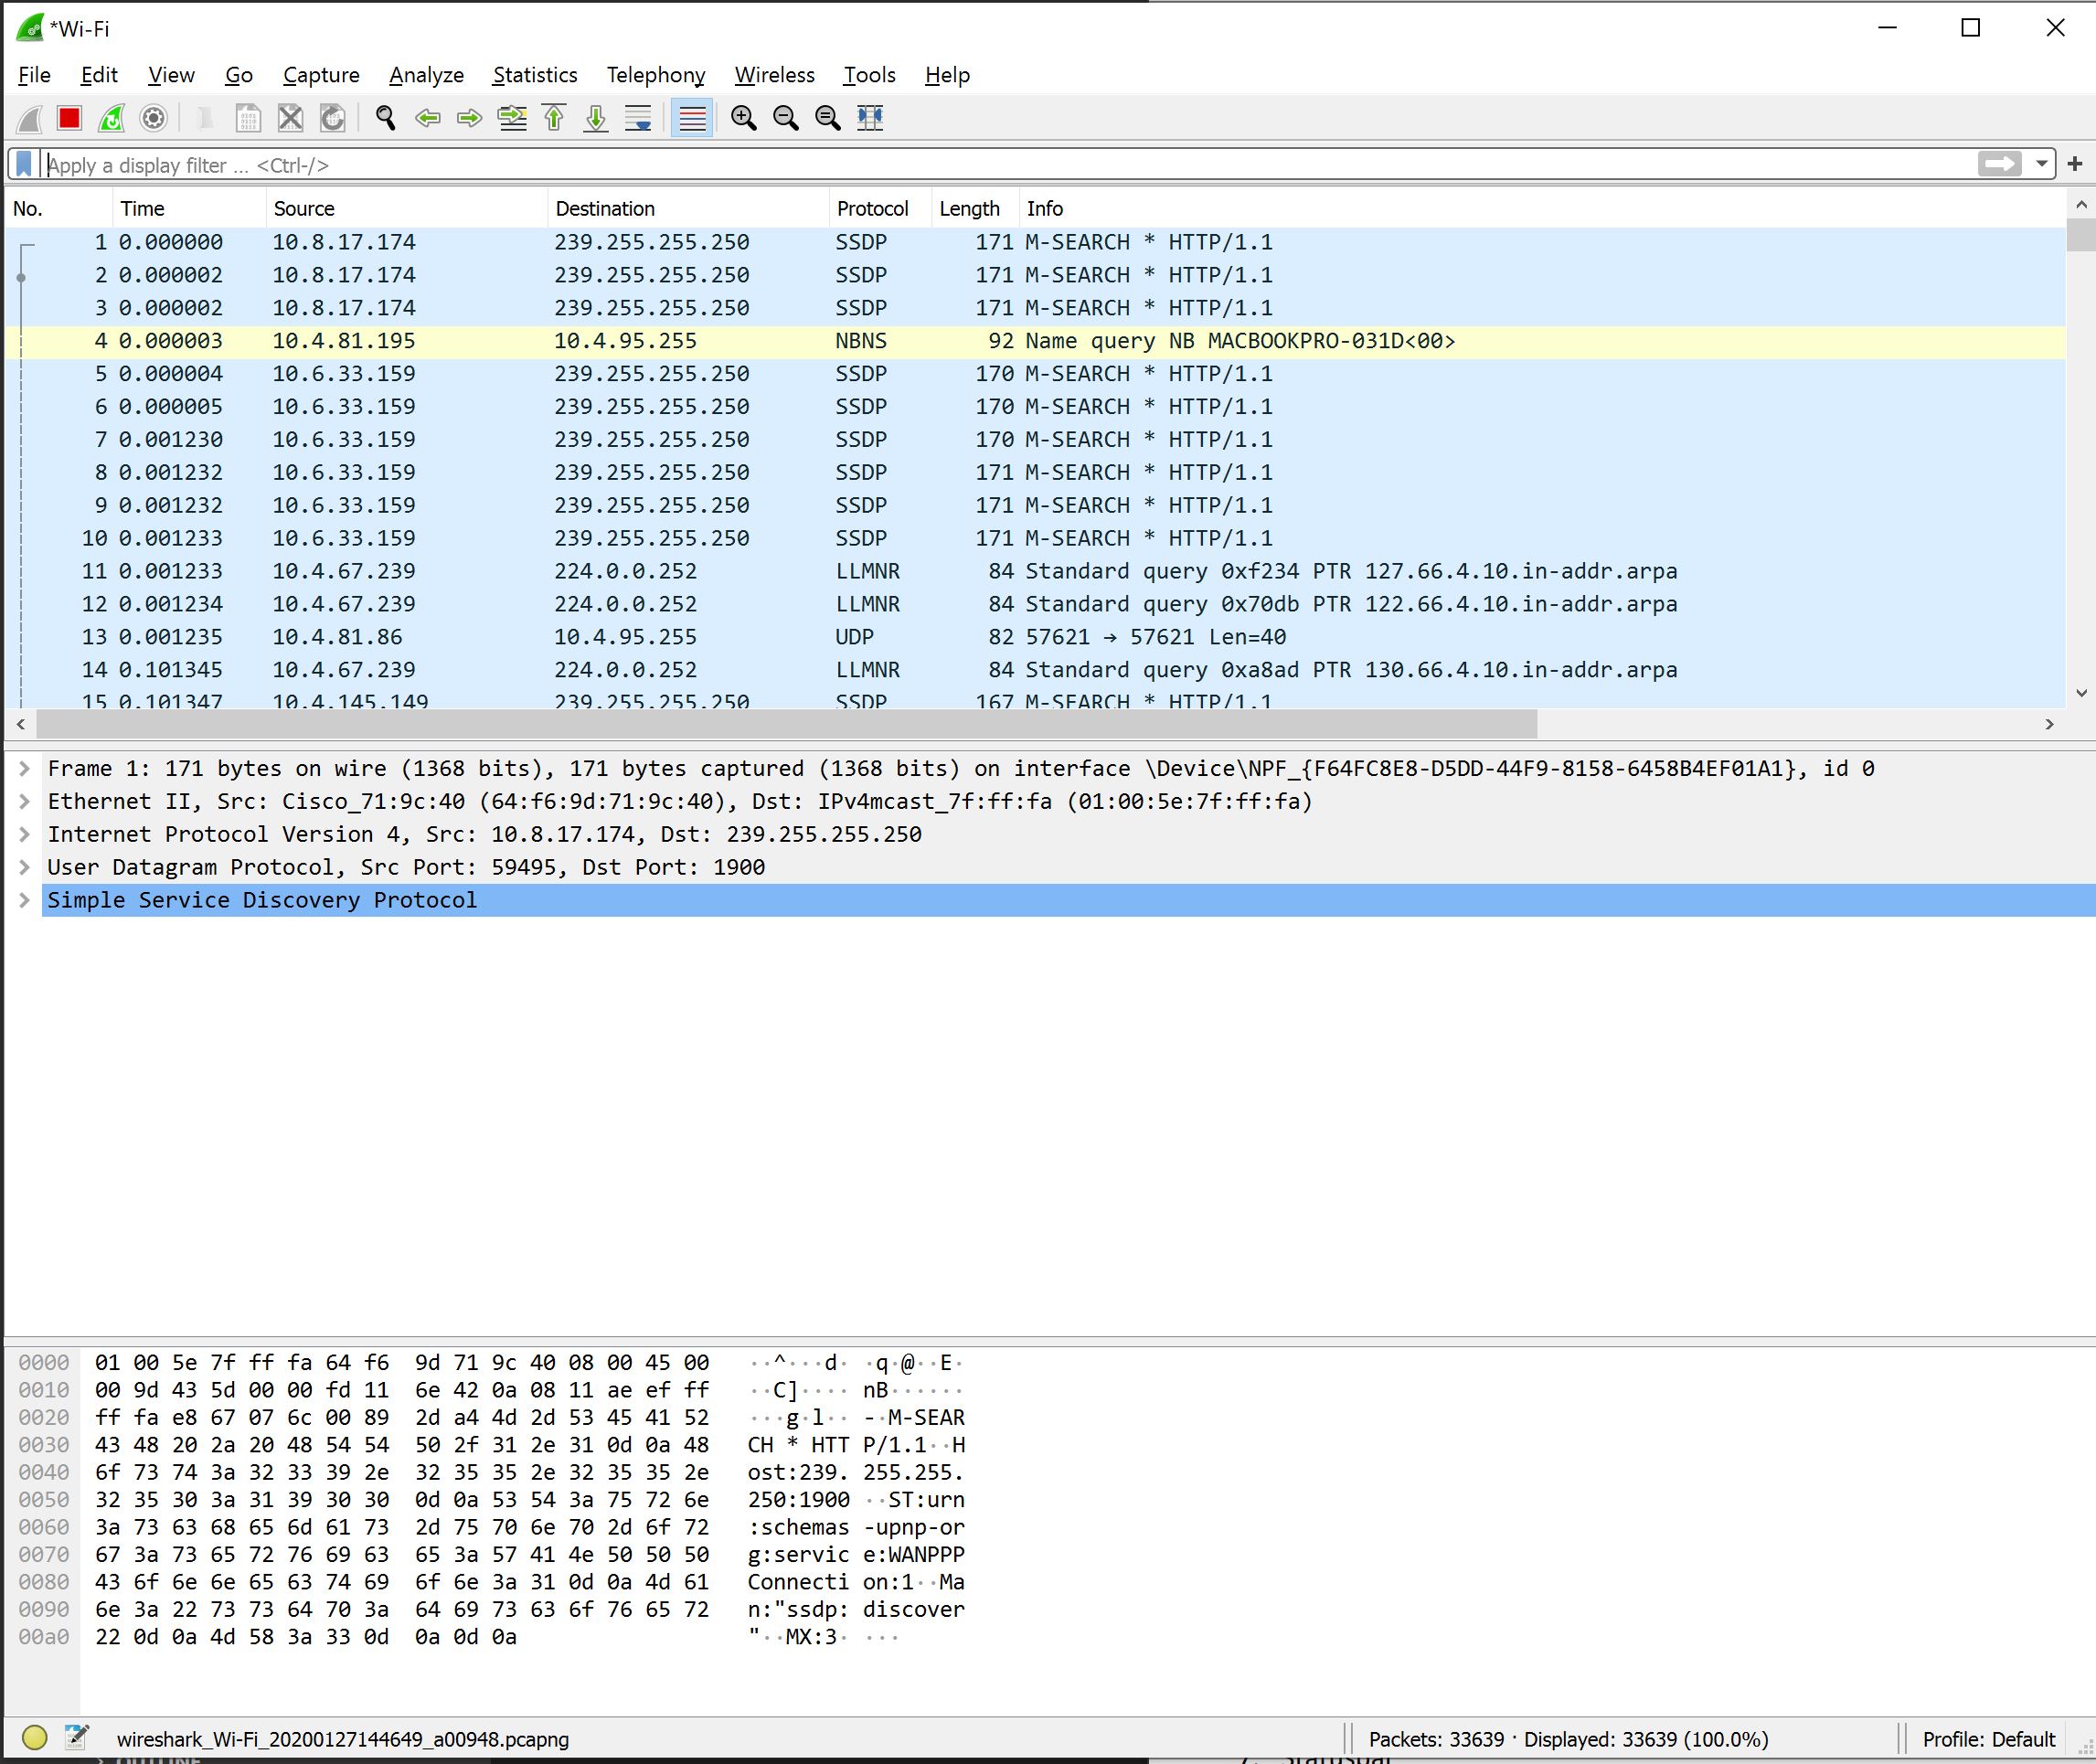 *Wi-Fi
File Edit View Go Capture Analyze Statistics Telephony Wireless Tools Help
Apply a display filter ... <Ctrl-/>
No. Time Source Destination Protocol Length Info
1 0.000000 10.8.17.174 239.255.255.250 SSDP 171 M-SEARCH * HTTP/1.1
2 0.000002 10.8.17.174 239.255.255.250 SSDP 171 M-SEARCH * HTTP/1.1
3 0.000002 10.8.17.174 239.255.255.250 SSDP 171 M-SEARCH * HTTP/1.1
4 0.000003 10.4.81.195 10.4.95.255 NBNS 92 Name query NB MACBOOKPRO-031D<00>
5 0.000004 10.6.33.159 239.255.255.250 SSDP 170 M-SEARCH * HTTP/1.1
6 0.000005 10.6.33.159 239.255.255.250 SSDP 170 M-SEARCH * HTTP/1.1
7 0.001230 10.6.33.159 239.255.255.250 SSDP 170 M-SEARCH * HTTP/1.1
8 0.001232 10.6.33.159 239.255.255.250 SSDP 171 M-SEARCH * HTTP/1.1
9 0.001232 10.6.33.159 239.255.255.250 SSDP 171 M-SEARCH * HTTP/1.1
10 0.001233 10.6.33.159 239.255.255.250 SSDP 171 M-SEARCH * HTTP/1.1
11 0.001233 10.4.67.239 224.0.0.252 LLMNR 84 Standard query 0xf234 PTR 127.66.4.10.in-addr.arpa
12 0.001234 10.4.67.239 224.0.0.252 LLMNR 84 Standard query 0x70db PTR 122.66.4.10.in-addr.arpa
13 0.001235 10.4.81.86 10.4.95.255 UDP 82 57621 → 57621 Len=40
14 0.101345 10.4.67.239 224.0.0.252 LLMNR 84 Standard query 0xa8ad PTR 130.66.4.10.in-addr.arpa
15 0.101347 10.4.145.149 239.255.255.250 SSDP 167 M-SEARCH * HTTP/1.1
Frame 1: 171 bytes on wire (1368 bits), 171 bytes captured (1368 bits) on interface \Device\NPF_{F64FC8E8-D5DD-44F9-8158-6458B4EF01A1}, id 0
Ethernet II, Src: Cisco_71:9c:40 (64:f6:9d:71:9c:40), Dst: IPv4mcast_7f:ff:fa (01:00:5e:7f:ff:fa)
Internet Protocol Version 4, Src: 10.8.17.174, Dst: 239.255.255.250
User Datagram Protocol, Src Port: 59495, Dst Port: 1900
Simple Service Discovery Protocol
0000 01 00 5e 7f ff fa 64 f6 9d 71 9c 40 08 00 45 00 ··^···d· ·q·@··E·
0010 00 9d 43 5d 00 00 fd 11 6e 42 0a 08 11 ae ef ff ··C]···· nB······
0020 ff fa e8 67 07 6c 00 89 2d a4 4d 2d 53 45 41 52 ···g·l·· -·M-SEAR
0030 43 48 20 2a 20 48 54 54 50 2f 31 2e 31 0d 0a 48 CH * HTT P/1.1··H
0040 6f 73 74 3a 32 33 39 2e 32 35 35 2e 32 35 35 2e ost:239. 255.255.
0050 32 35 30 3a 31 39 30 30 0d 0a 53 54 3a 75 72 6e 250:1900 ··ST:urn
0060 3a 73 63 68 65 6d 61 73 2d 75 70 6e 70 2d 6f 72 :schemas -upnp-or
0070 67 3a 73 65 72 76 69 63 65 3a 57 41 4e 50 50 50 g:servic e:WANPPP
0080 43 6f 6e 6e 65 63 74 69 6f 6e 3a 31 0d 0a 4d 61 Connecti on:1··Ma
0090 6e 3a 22 73 73 64 70 3a 64 69 73 63 6f 76 65 72 n:"ssdp: discover
00a0 22 0d 0a 4d 58 3a 33 0d 0a 0d 0a "··MX:3· ···
wireshark_Wi-Fi_20200127144649_a00948.pcapng Packets: 33639 · Displayed: 33639 (100.0%) Profile: Default